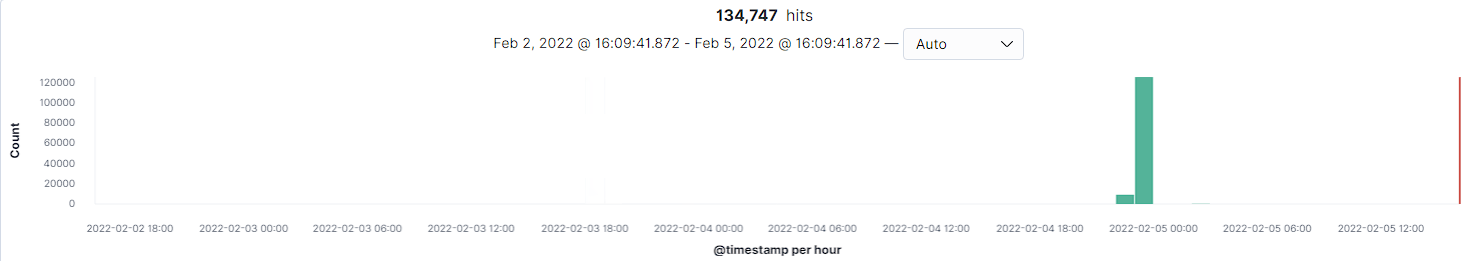 134,747 hits
Feb 2, 2022 @ 16:09:41.872 - Feb 5, 2022 @ 16:09:41.872 — Auto
Count
120000
100000
80000
60000
40000
20000
0
2022-02-02 18:00 2022-02-03 00:00 2022-02-03 06:00 2022-02-03 12:00 2022-02-03 18:00 2022-02-04 00:00 2022-02-04 06:00 2022-02-04 12:00 2022-02-04 18:00 2022-02-05 00:00 2022-02-05 06:00 2022-02-05 12:00
@timestamp per hour